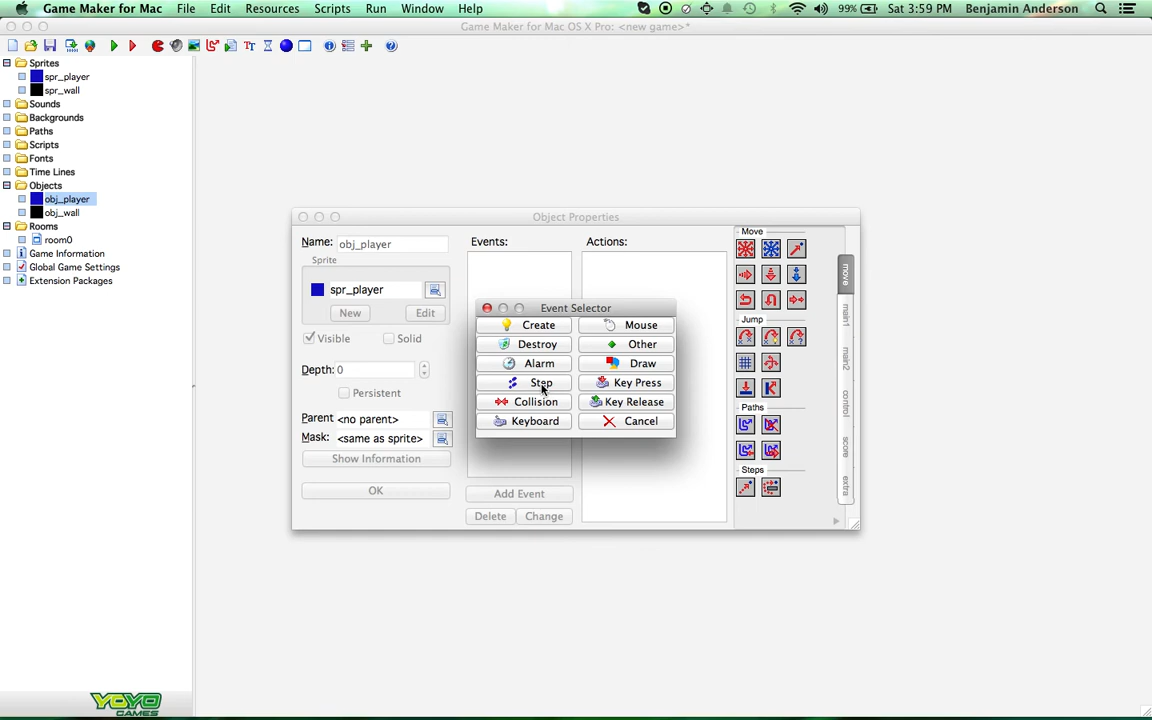 Game Maker for Mac File Edit Resources Scripts Run Window Help 99% Sat 3:59 PM Benjamin Anderson
Game Maker for Mac OS X Pro: <new game>*
Sprites
spr_player
spr_wall
Sounds
Backgrounds
Paths
Scripts
Fonts
Time Lines
Objects
obj_player
obj_wall
Rooms
room0
Game Information
Global Game Settings
Extension Packages
Object Properties
Name: obj_player
Sprite
spr_player
New Edit
Visible Solid
Depth: 0
Persistent
Parent <no parent>
Mask: <same as sprite>
Show Information
OK
Events:
Add Event
Delete Change
Actions:
Event Selector
Create Mouse
Destroy Other
Alarm Draw
Step Key Press
Collision Key Release
Keyboard Cancel
Move
Jump
Paths
Steps
move
main1
main2
control
score
extra
YOYO
GAMES